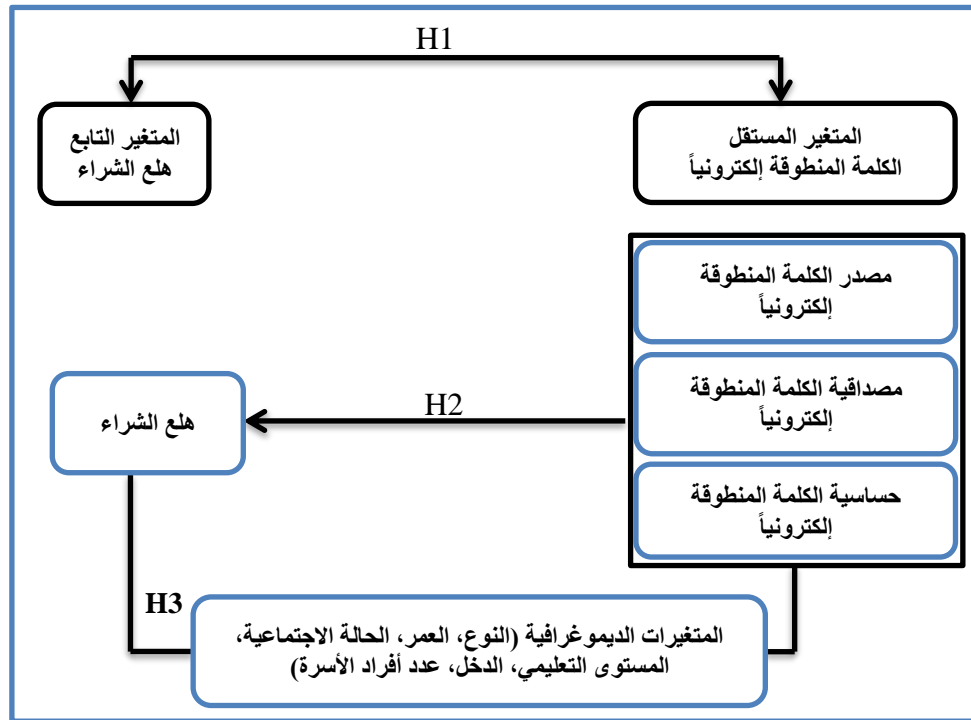 H1
المتغير المستقل
الكلمة المنطوقة إلكترونياً
المتغير التابع
هلع الشراء
مصدر الكلمة المنطوقة
إلكترونياً
مصداقية الكلمة المنطوقة
إلكترونياً
حساسية الكلمة المنطوقة
إلكترونياً
H2
هلع الشراء
H3
المتغيرات الديموغرافية (النوع، العمر، الحالة الاجتماعية،
المستوى التعليمي، الدخل، عدد أفراد الأسرة)